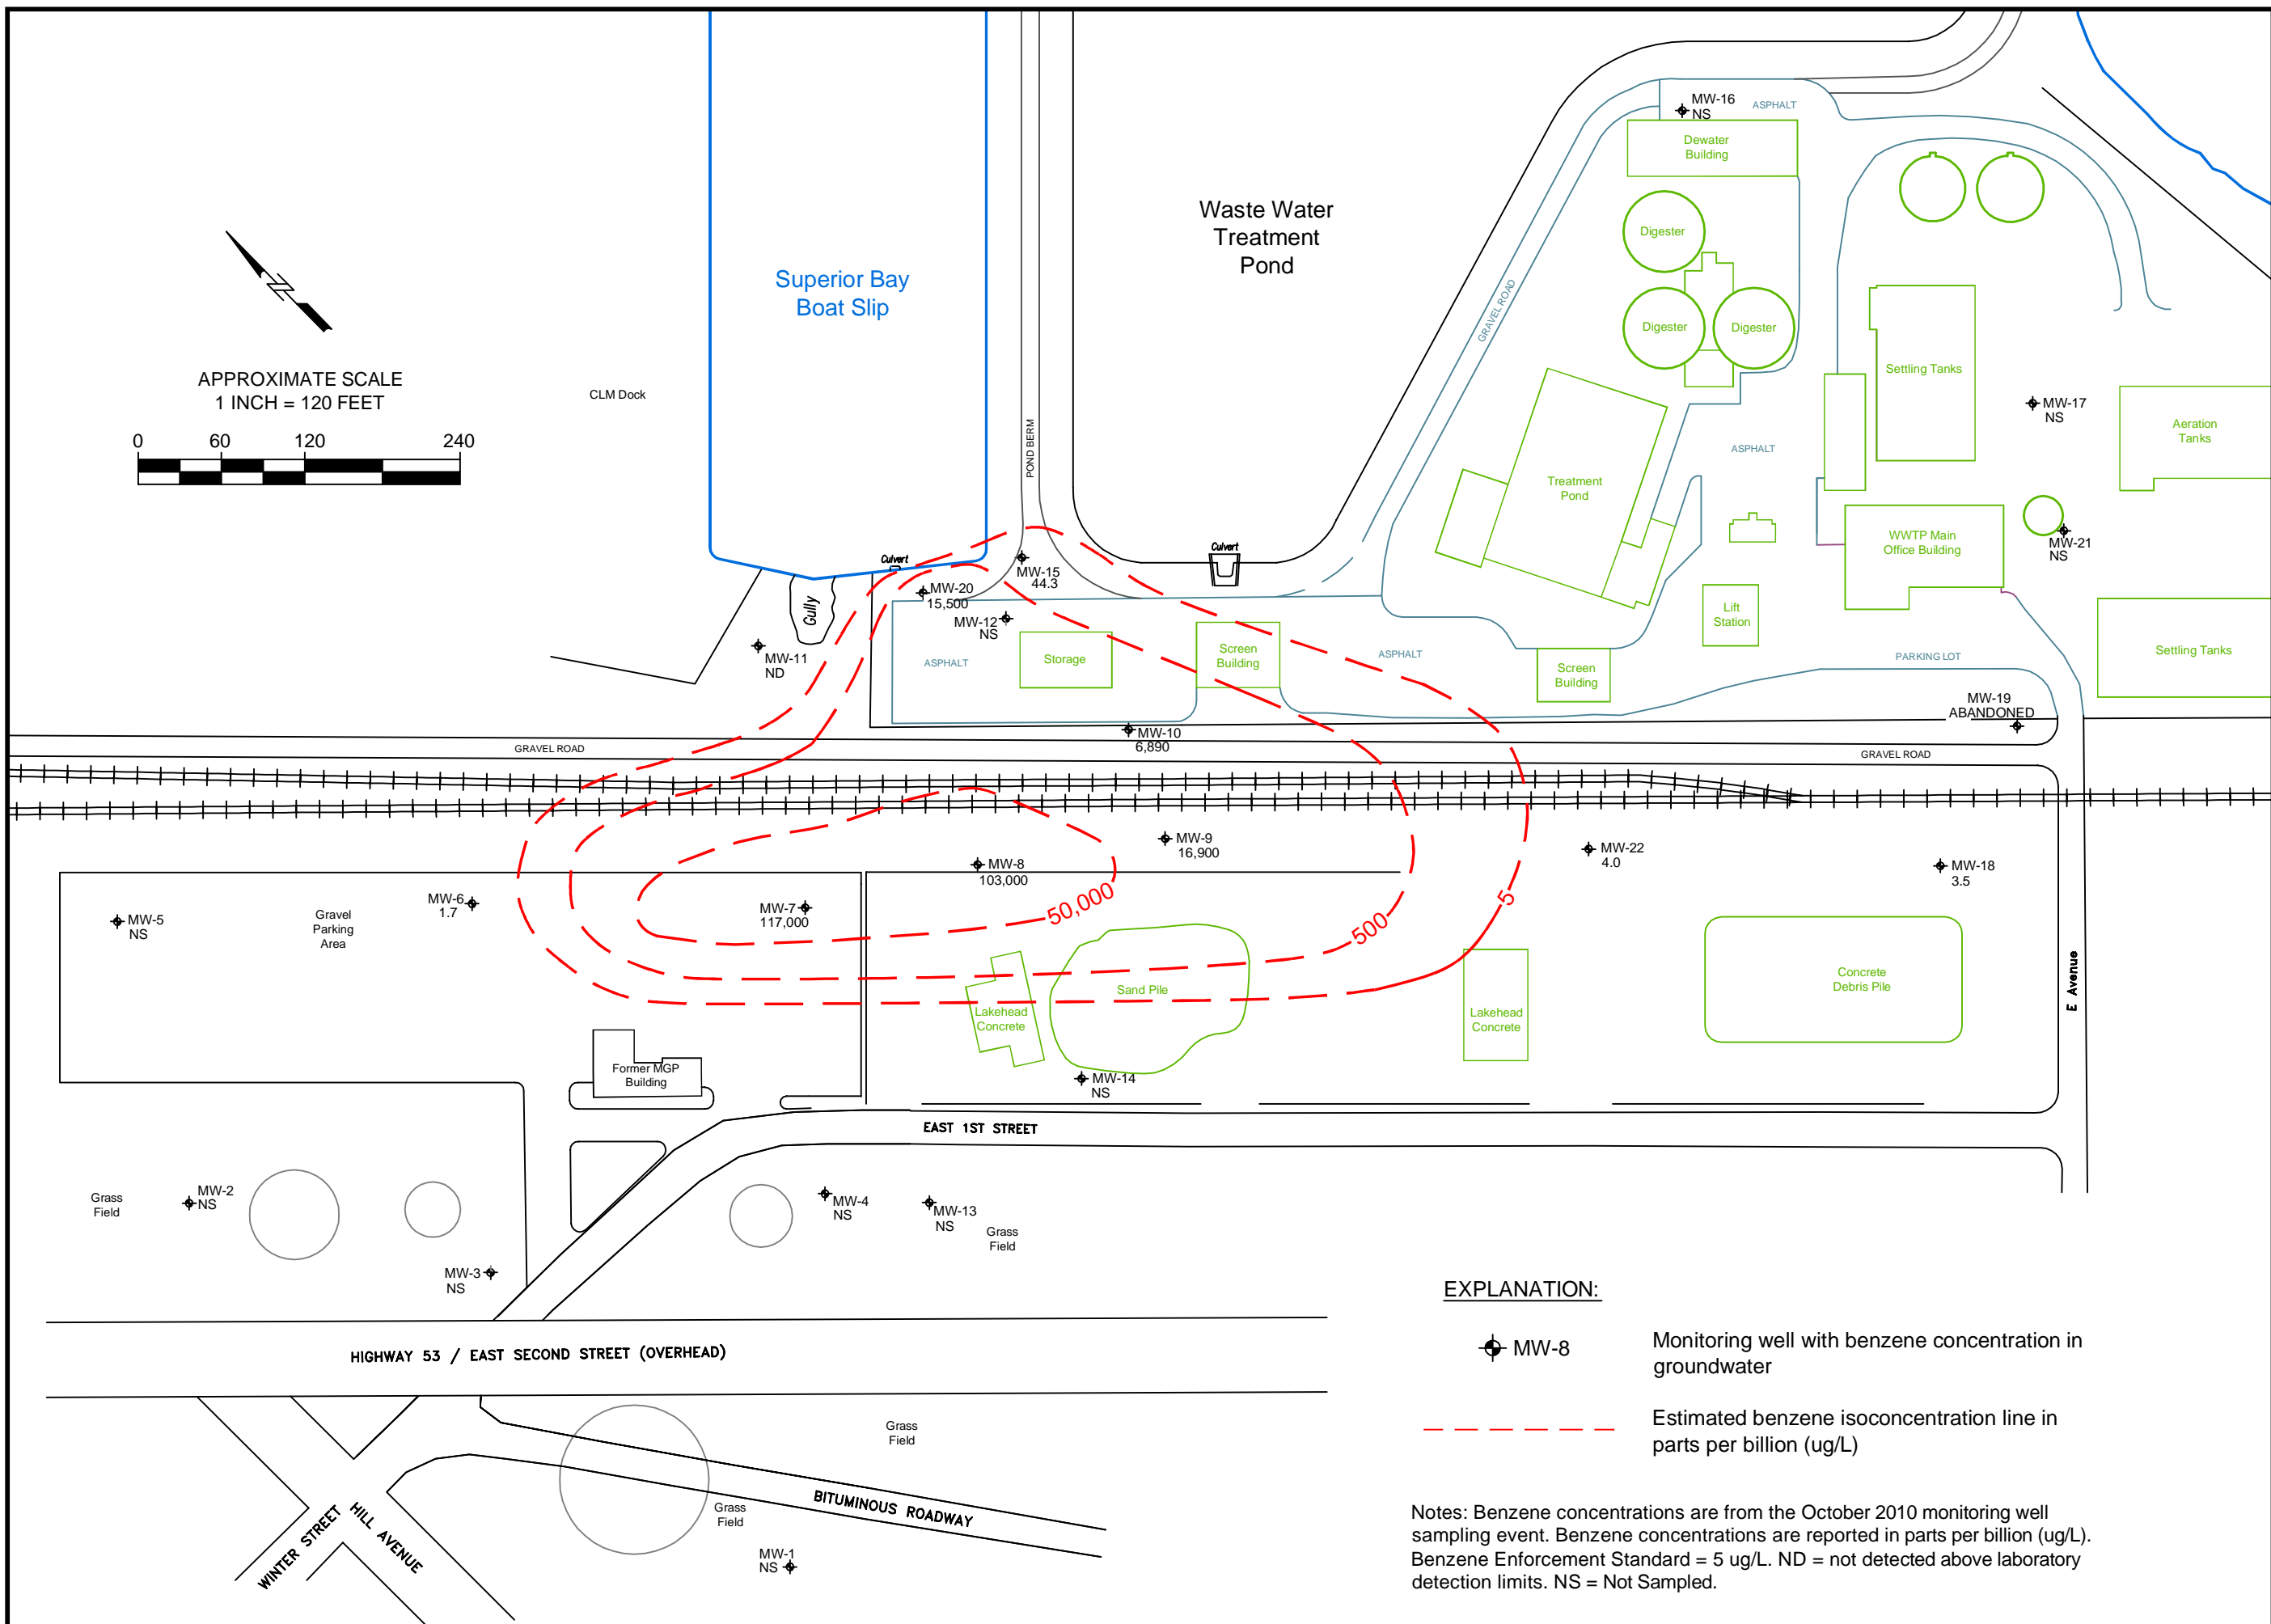 MW-16
NS
ASPHALT
Dewater
Building
Waste Water
Treatment
Pond
Digester
Superior Bay
Boat Slip
GRAVEL ROAD
Digester
Digester
Settling Tanks
APPROXIMATE SCALE
1 INCH = 120 FEET
0 60 120 240
CLM Dock
MW-17
NS
Aeration
Tanks
POND BERM
ASPHALT
Treatment
Pond
WWTP Main
Office Building
MW-21
NS
Culvert
Culvert
MW-15
44.3
MW-20
15,500
MW-12
NS
Gully
Lift
Station
MW-11
ND
ASPHALT
Storage
Screen
Building
ASPHALT
Screen
Building
PARKING LOT
Settling Tanks
MW-19
ABANDONED
MW-10
6,890
GRAVEL ROAD
GRAVEL ROAD
MW-9
16,900
MW-22
4.0
MW-8
103,000
MW-18
3.5
MW-6
1.7
MW-7
117,000
50,000
500
5
MW-5
NS
Gravel
Parking
Area
Sand Pile
Concrete
Debris Pile
E Avenue
Lakehead
Concrete
Lakehead
Concrete
Former MGP
Building
MW-14
NS
EAST 1ST STREET
Grass
Field
MW-2
NS
MW-4
NS
MW-13
NS
Grass
Field
MW-3
NS
EXPLANATION:
HIGHWAY 53 / EAST SECOND STREET (OVERHEAD)
MW-8
Monitoring well with benzene concentration in
groundwater
Estimated benzene isoconcentration line in
parts per billion (ug/L)
Grass
Field
BITUMINOUS ROADWAY
Grass
Field
WINTER STREET
HILL AVENUE
MW-1
NS
Notes: Benzene concentrations are from the October 2010 monitoring well
sampling event. Benzene concentrations are reported in parts per billion (ug/L).
Benzene Enforcement Standard = 5 ug/L. ND = not detected above laboratory
detection limits. NS = Not Sampled.